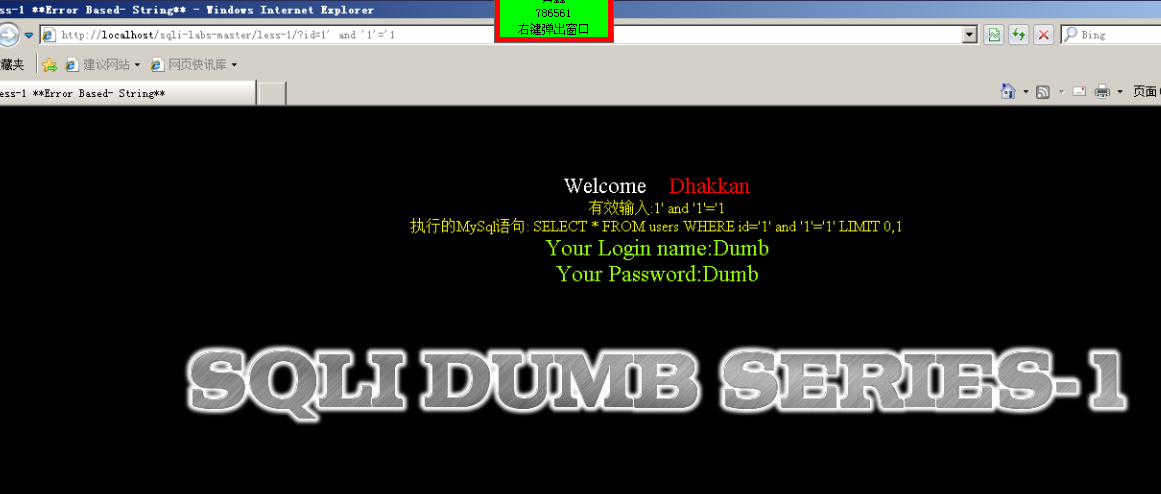 ess-1 **Error Based- String** - Windows Internet Explorer
786561
右键弹出窗口
http://localhost/sqli-labs-master/less-1/?id=1' and '1'='1
Bing
藏夹
建议网站
网页快讯库
ess-1 **Error Based- String**
页面
Welcome Dhakkan
有效输入:1' and '1'='1
执行的MySql语句: SELECT * FROM users WHERE id='1' and '1'='1' LIMIT 0,1
Your Login name:Dumb
Your Password:Dumb
SQLI DUMB SERIES-1